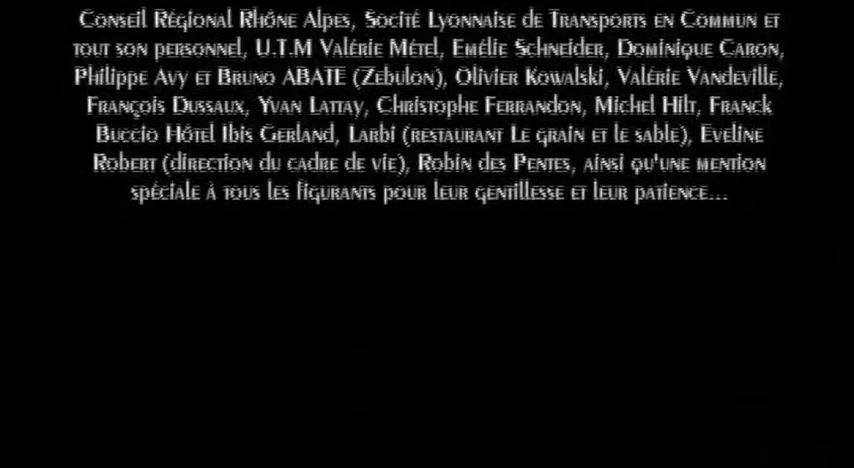 Conseil Régional Rhône Alpes, Socité Lyonnaise de Transports en Commun et
tout son personnel, U.T.M Valérie Métel, Emélie Schneider, Dominique Caron,
Philippe Avy et Bruno ABATE (Zebulon), Olivier Kowalski, Valérie Vandeville,
François Dussaux, Yvan Lattay, Christophe Ferrandon, Michel Hilt, Franck
Buccio Hôtel Ibis Gerland, Larbi (restaurant Le grain et le sable), Eveline
Robert (direction du cadre de vie), Robin des Pentes, ainsi qu'une mention
spéciale à tous les figurants pour leur gentillesse et leur patience...